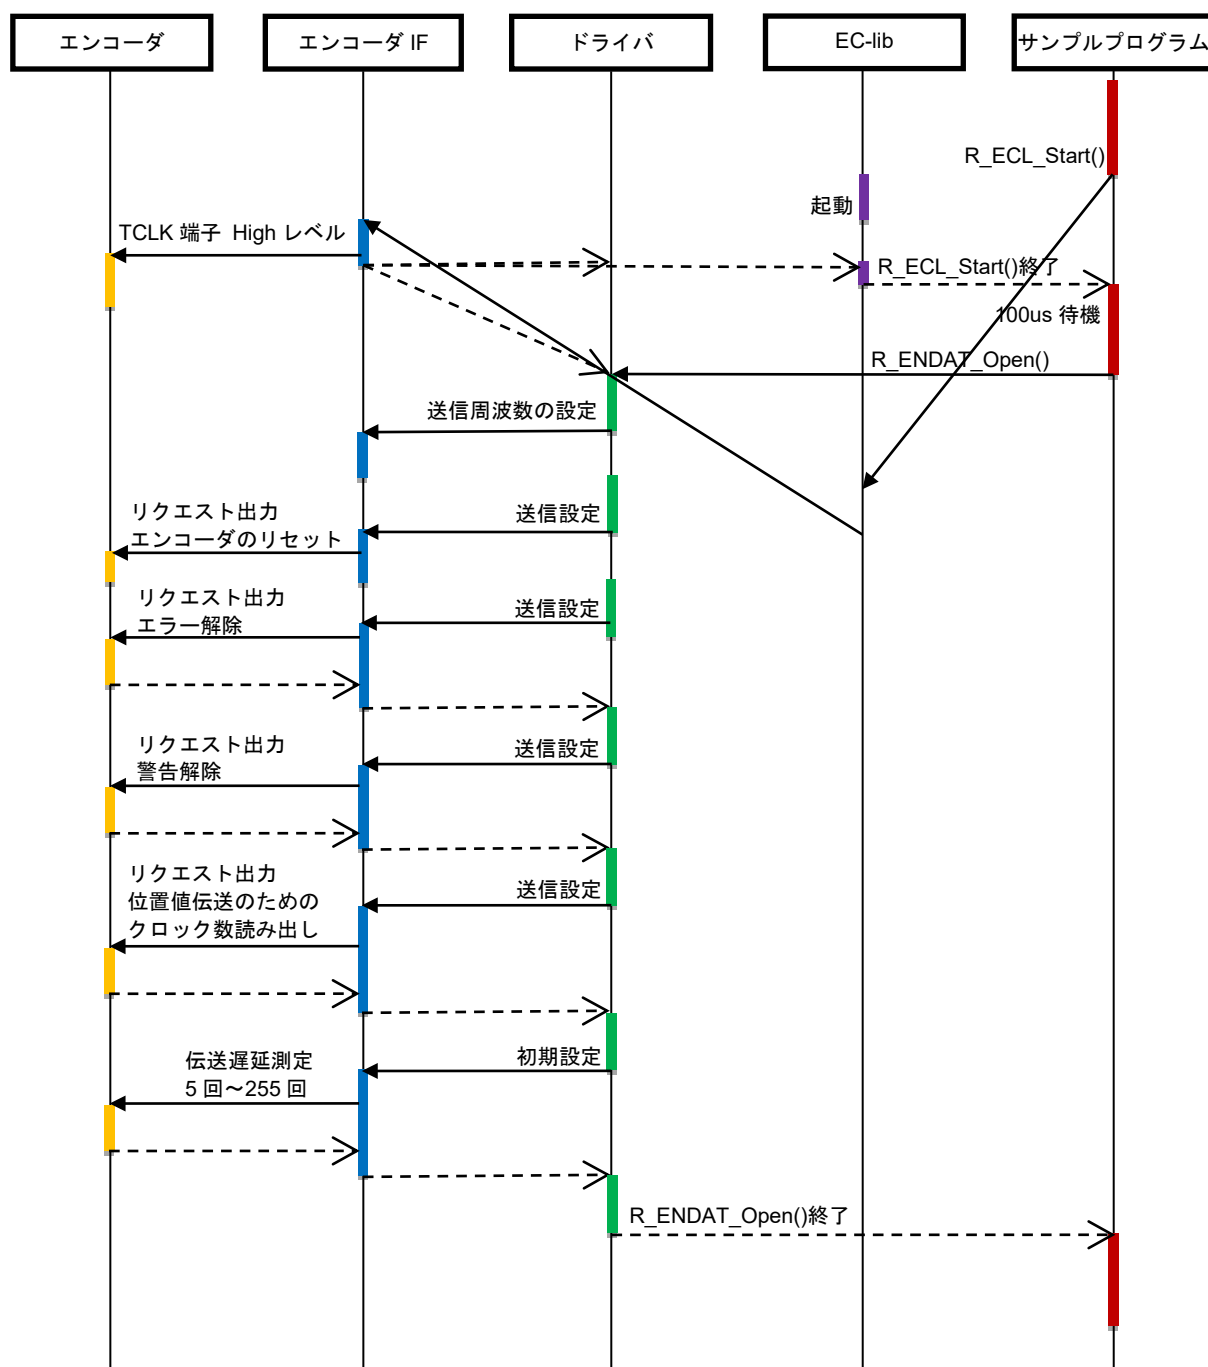 エンコーダ
エンコーダ IF
ドライバ
EC-lib
サンプルプログラム
R_ECL_Start()
起動
TCLK 端子 High レベル
R_ECL_Start()終了
100us 待機
R_ENDAT_Open()
送信周波数の設定
リクエスト出力
エンコーダのリセット
送信設定
リクエスト出力
エラー解除
送信設定
リクエスト出力
警告解除
送信設定
リクエスト出力
位置値伝送のための
クロック数読み出し
送信設定
伝送遅延測定
5 回～255 回
初期設定
R_ENDAT_Open()終了